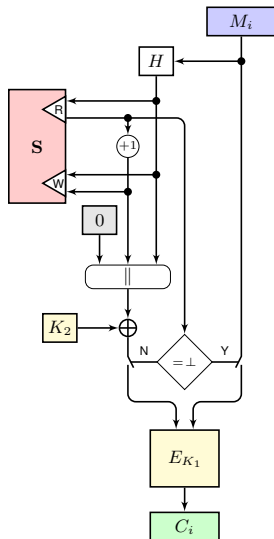 M_i
H
R
S
+1
W
0
||
K_2
N
=⊥
Y
E_{K_1}
C_i